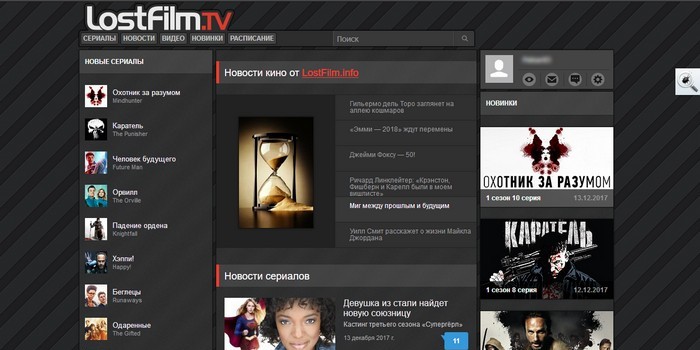 LostFilm.TV
СЕРИАЛЫ НОВОСТИ ВИДЕО НОВИНКИ РАСПИСАНИЕ
Поиск
НОВЫЕ СЕРИАЛЫ
Охотник за разумом
Mindhunter
Каратель
The Punisher
Человек будущего
Future Man
Орвилл
The Orville
Падение ордена
Knightfall
Хэппи!
Happy!
Беглецы
Runaways
Одаренные
The Gifted
Новости кино от LostFilm.info
Гильермо дель Торо заглянет на
аллею кошмаров
«Эмми — 2018» ждут перемены
Джейми Фоксу — 50!
Ричард Линклейтер: «Крэнстон,
Фишберн и Карелл были в моем
вишлисте»
Миг между прошлым и будущим
Уилл Смит расскажет о жизни Майкла
Джордана
Новости сериалов
Девушка из стали найдет
новую союзницу
Кастинг третьего сезона «Супергёрл»
13 декабря 2017 г.
11
НОВИНКИ
ОХОТНИК ЗА РАЗУМОМ
1 сезон 10 серия 13.12.2017
КАРАТЕЛЬ
1 сезон 8 серия 12.12.2017